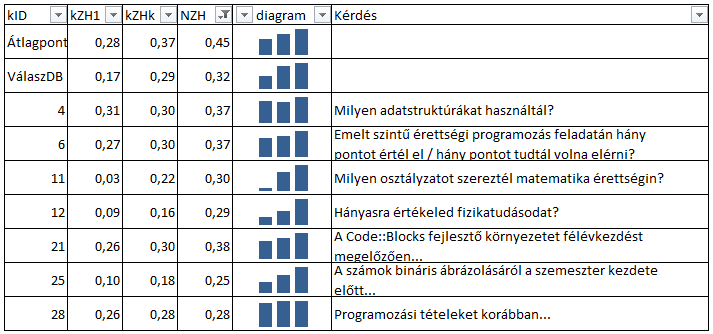 kID kZH1 kZHk NZH diagram Kérdés
Átlagpont 0,28 0,37 0,45
VálaszDB 0,17 0,29 0,32
4 0,31 0,30 0,37 Milyen adatstruktúrákat használtál?
6 0,27 0,30 0,37 Emelt szintű érettségi programozás feladatán hány
pontot értél el / hány pontot tudtál volna elérni?
11 0,03 0,22 0,30 Milyen osztályzatot szereztél matematika érettségin?
12 0,09 0,16 0,29 Hányasra értékeled fizikatudásodat?
21 0,26 0,30 0,38 A Code::Blocks fejlesztő környezetet félévkezdést
megelőzően...
25 0,10 0,18 0,25 A számok bináris ábrázolásáról a szemeszter kezdete
előtt...
28 0,26 0,28 0,28 Programozási tételeket korábban...